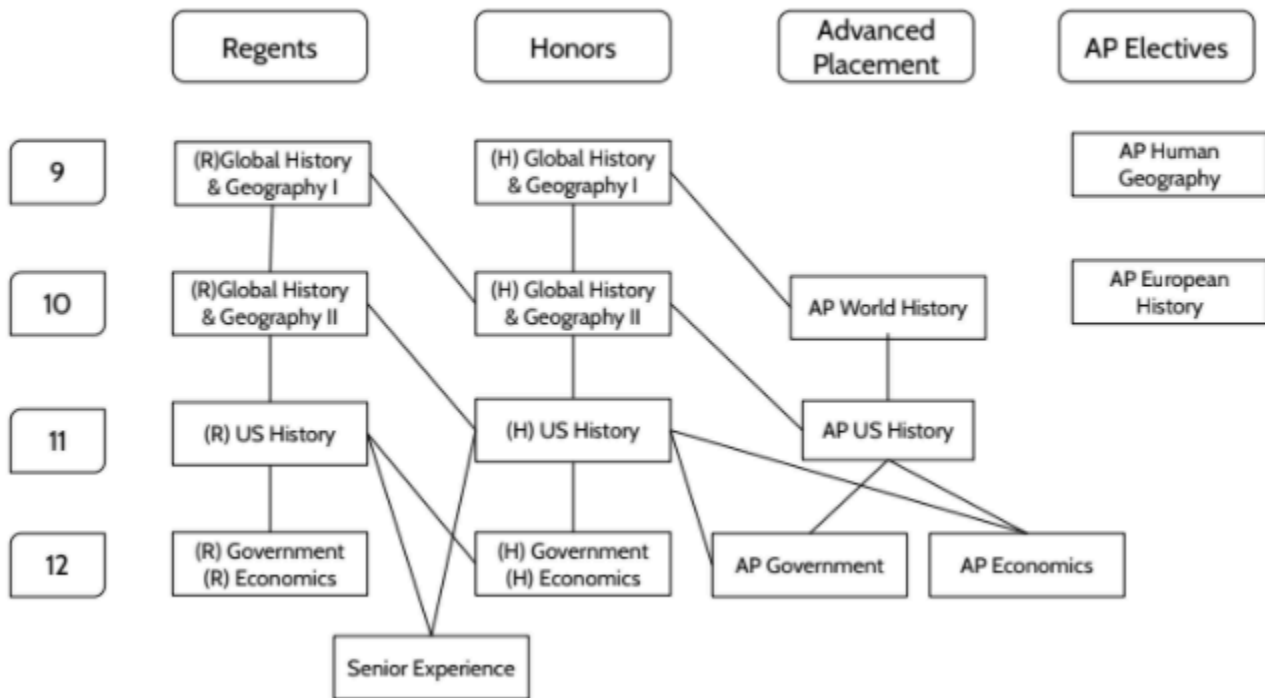 Regents
Honors
Advanced
Placement
AP Electives
9
(R)Global History
& Geography I
(H) Global History
& Geography I
AP Human
Geography
10
(R)Global History
& Geography II
(H) Global History
& Geography II
AP World History
AP European
History
11
(R) US History
(H) US History
AP US History
12
(R) Government
(R) Economics
(H) Government
(H) Economics
AP Government
AP Economics
Senior Experience